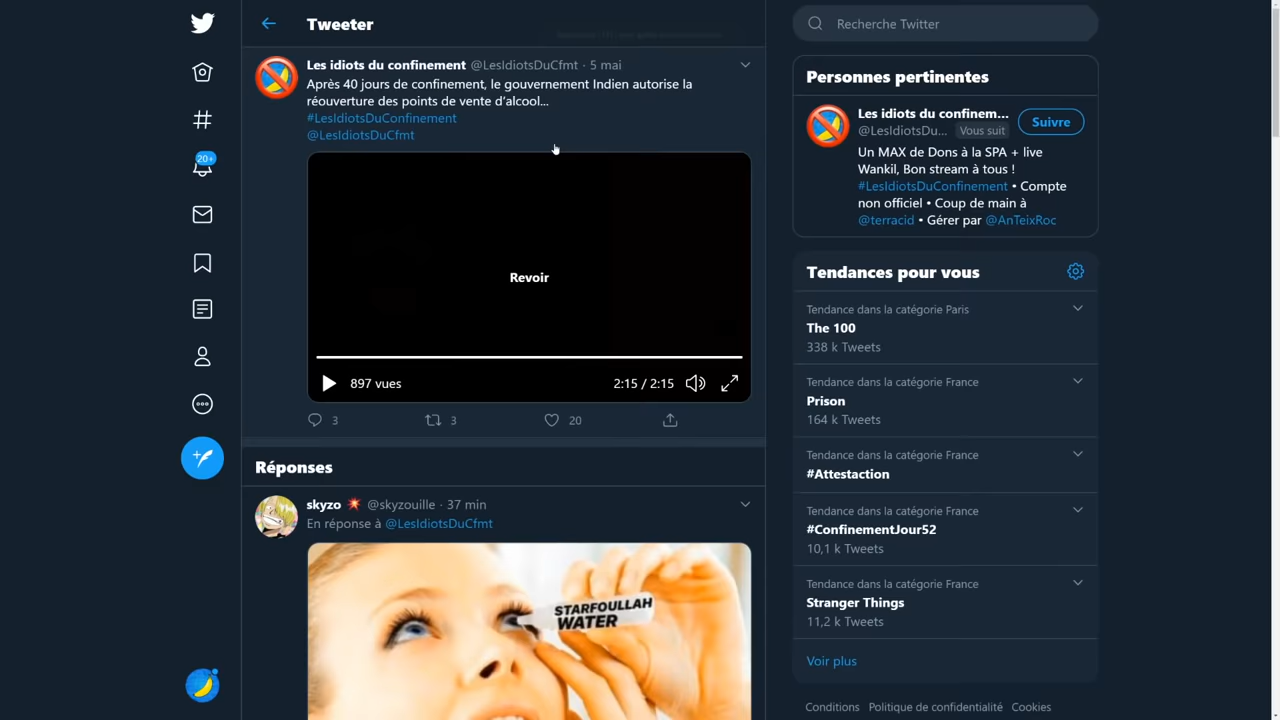 Tweeter
Les idiots du confinement @LesIdiotsDuCfmt · 5 mai
Après 40 jours de confinement, le gouvernement Indien autorise la
réouverture des points de vente d'alcool...
#LesIdiotsDuConfinement
@LesIdiotsDuCfmt
Revoir
897 vues
2:15 / 2:15
3
3
20
Réponses
skyzo @skyzouille · 37 min
En réponse à @LesIdiotsDuCfmt
STARFOULLAH
WATER
20+
Recherche Twitter
Personnes pertinentes
Les idiots du confinem...
@LesIdiotsDu... Vous suit
Suivre
Un MAX de Dons à la SPA + live
Wankil, Bon stream à tous !
#LesIdiotsDuConfinement • Compte
non officiel • Coup de main à
@terracid • Gérer par @AnTeixRoc
Tendances pour vous
Tendance dans la catégorie Paris
The 100
338 k Tweets
Tendance dans la catégorie France
Prison
164 k Tweets
Tendance dans la catégorie France
#Attestaction
Tendance dans la catégorie France
#ConfinementJour52
10,1 k Tweets
Tendance dans la catégorie France
Stranger Things
11,2 k Tweets
Voir plus
Conditions Politique de confidentialité Cookies